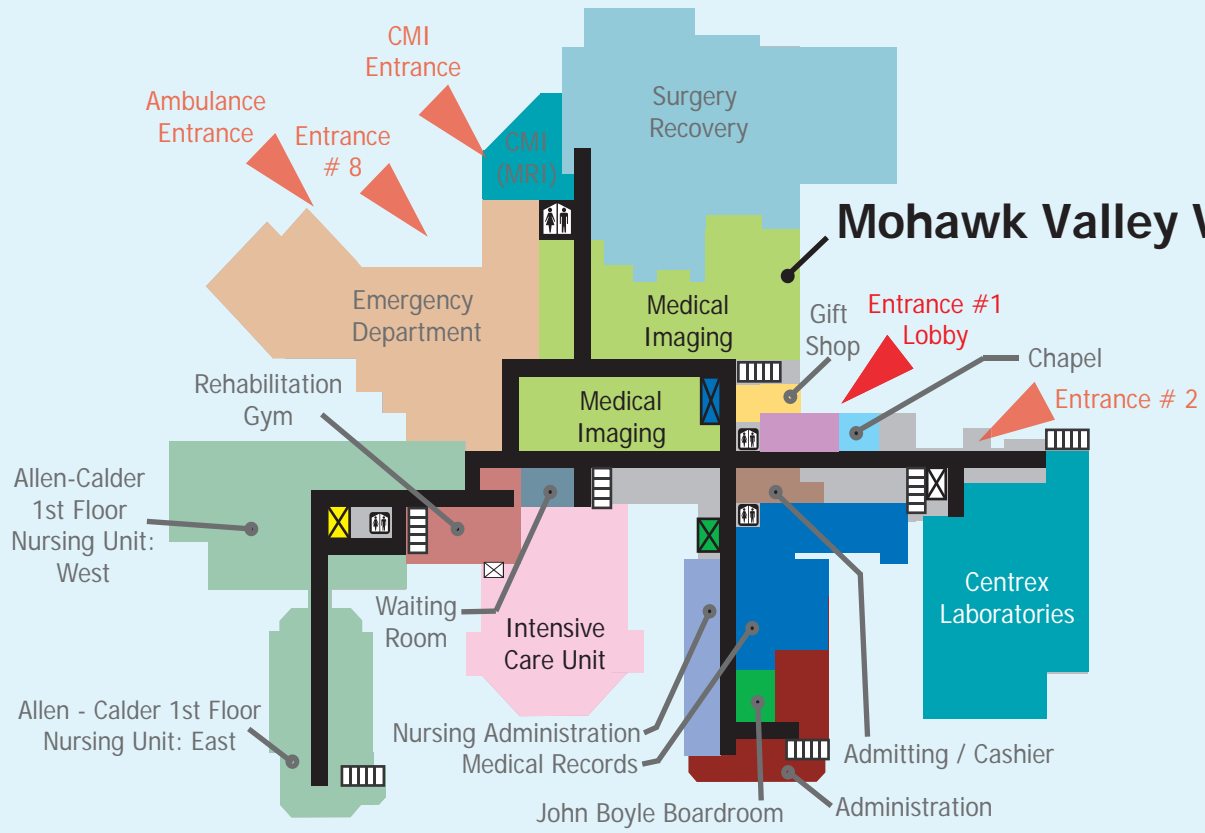 CMI
Entrance
Ambulance
Entrance
Entrance
# 8
CMI
(MRI)
Surgery
Recovery
Mohawk Valley V
Emergency
Department
Medical
Imaging
Gift
Shop
Entrance #1
Lobby
Chapel
Entrance # 2
Rehabilitation
Gym
Medical
Imaging
Allen-Calder
1st Floor
Nursing Unit:
West
Waiting
Room
Intensive
Care Unit
Centrex
Laboratories
Allen - Calder 1st Floor
Nursing Unit: East
Nursing Administration
Medical Records
Admitting / Cashier
John Boyle Boardroom
Administration